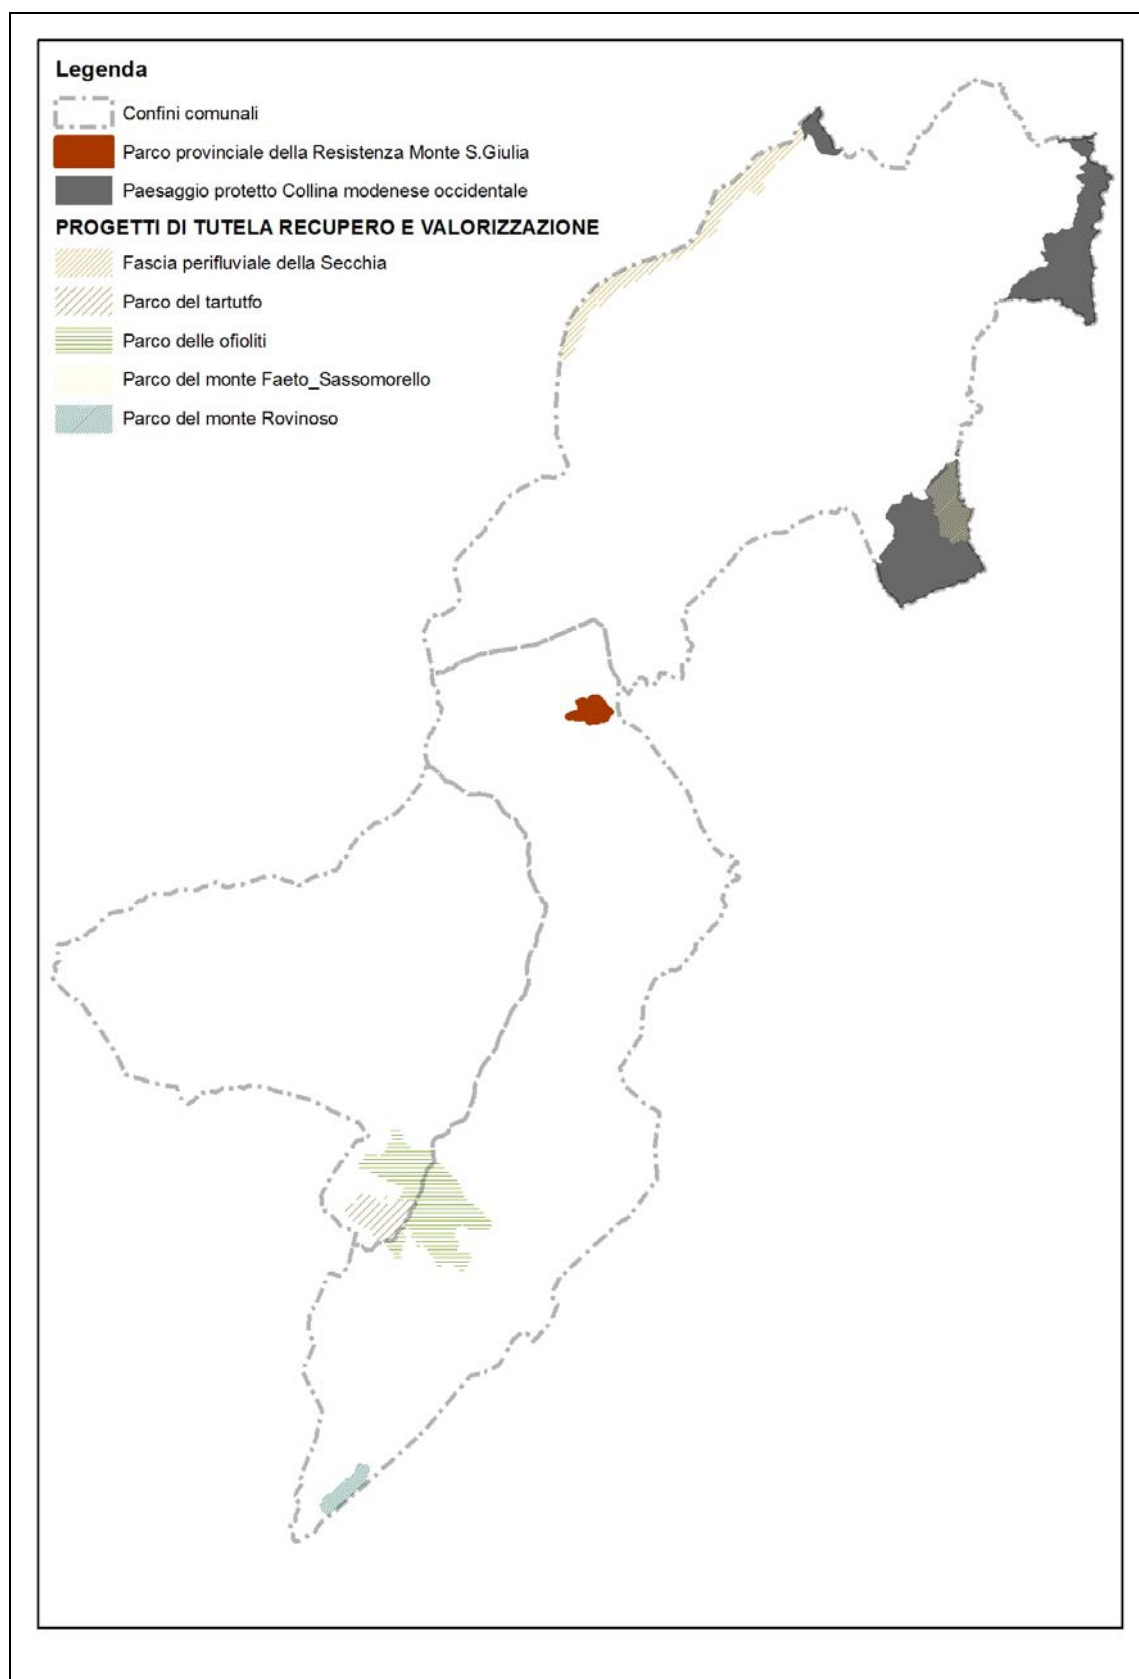 Legenda
Confini comunali
Parco provinciale della Resistenza Monte S.Giulia
Paesaggio protetto Collina modenese occidentale
PROGETTI DI TUTELA RECUPERO E VALORIZZAZIONE
Fascia perifluviale della Secchia
Parco del tartutfo
Parco delle ofioliti
Parco del monte Faeto_Sassomorello
Parco del monte Rovinoso